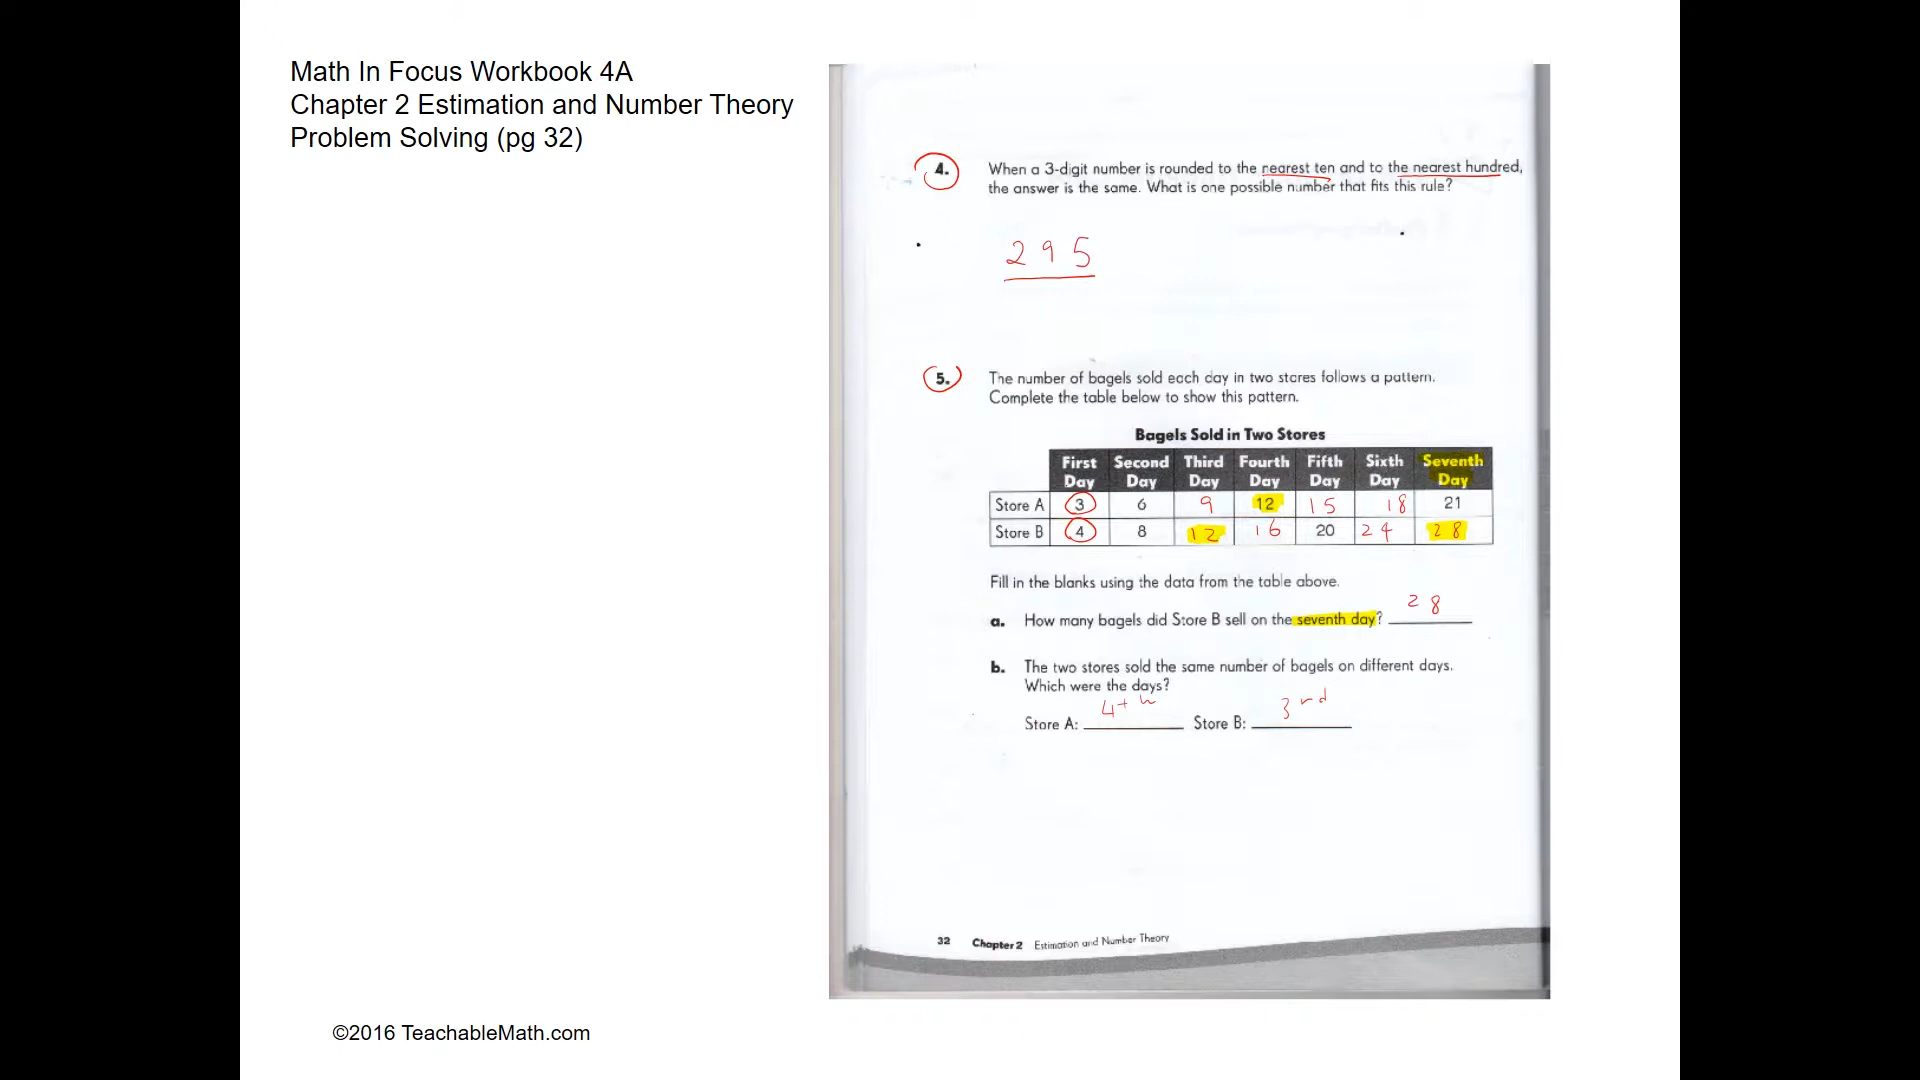 Math In Focus Workbook 4A
Chapter 2 Estimation and Number Theory
Problem Solving (pg 32)
4. When a 3-digit number is rounded to the nearest ten and to the nearest hundred,
the answer is the same. What is one possible number that fits this rule?
295
5. The number of bagels sold each day in two stores follows a pattern.
Complete the table below to show this pattern.
Bagels Sold in Two Stores
First Day Second Day Third Day Fourth Day Fifth Day Sixth Day Seventh Day
Store A 3 6 9 12 15 18 21
Store B 4 8 12 16 20 24 28
Fill in the blanks using the data from the table above.
a. How many bagels did Store B sell on the seventh day? 28
b. The two stores sold the same number of bagels on different days.
Which were the days?
Store A: 4th Store B: 3rd
32 Chapter 2 Estimation and Number Theory
©2016 TeachableMath.com